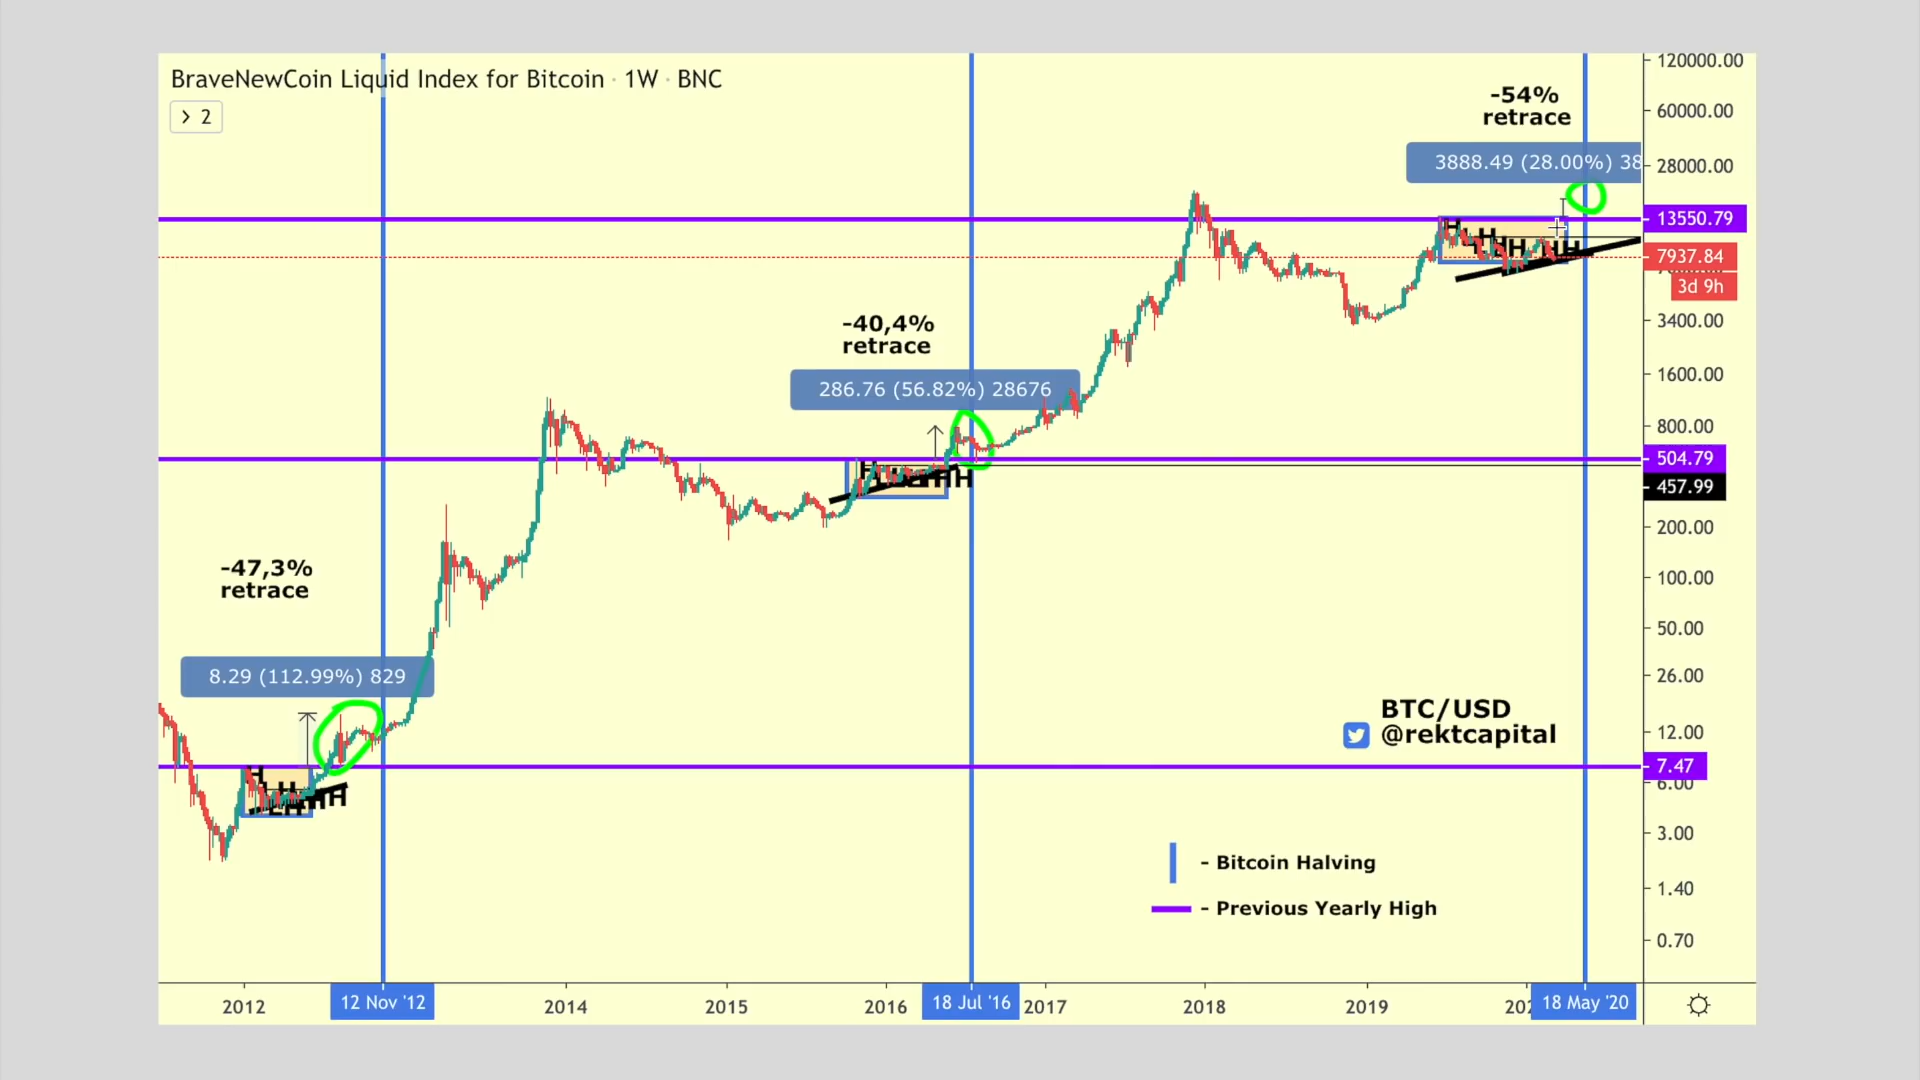 BraveNewCoin Liquid Index for Bitcoin · 1W · BNC
> 2
-54%
retrace
3888.49 (28.00%) 38
-40,4%
retrace
286.76 (56.82%) 28676
-47,3%
retrace
8.29 (112.99%) 829
BTC/USD
@rektcapital
- Bitcoin Halving
- Previous Yearly High
120000.00
60000.00
28000.00
13550.79
7937.84
3d 9h
3400.00
1600.00
800.00
504.79
457.99
200.00
100.00
50.00
26.00
12.00
7.47
6.00
3.00
1.40
0.70
2012
12 Nov '12
2014
2015
2016
18 Jul '16
2017
2018
2019
18 May '20